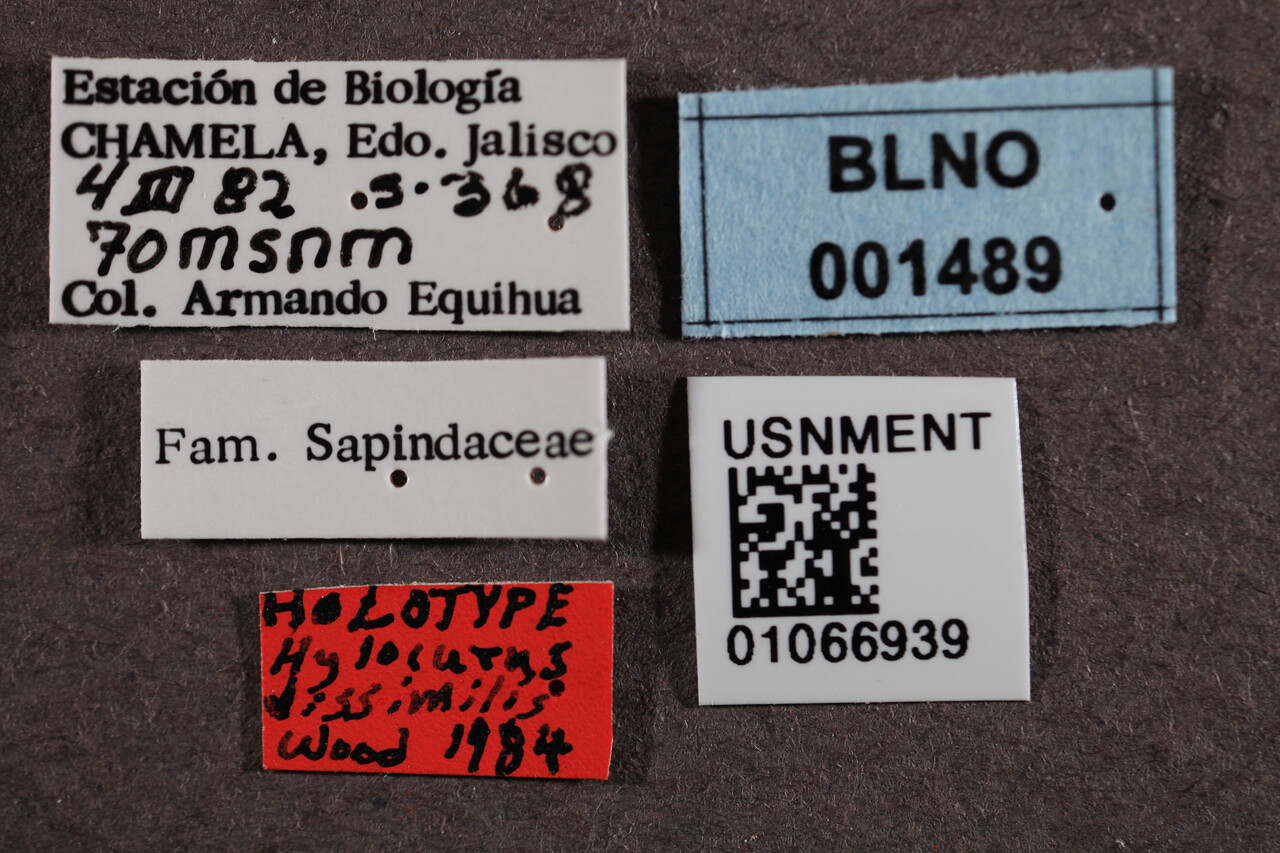 Estación de Biología
CHAMELA, Edo. Jalisco
4 III 82 .S-368
70msnm
Col. Armando Equihua
BLNO
001489
Fam. Sapindaceae
USNMENT
01066939
HOLOTYPE
Hylocurus
dissimilis
Wood 1984